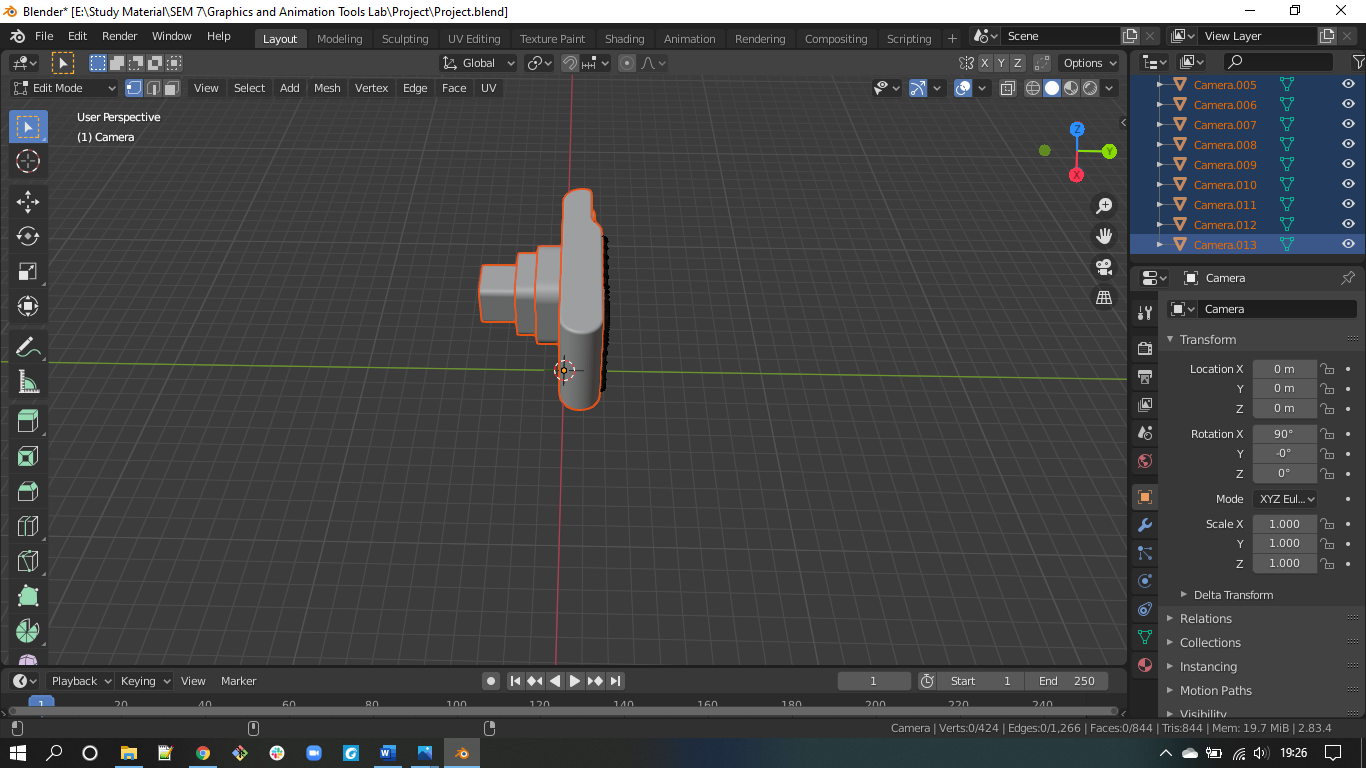 Blender* [E:\Study Material\SEM 7\Graphics and Animation Tools Lab\Project\Project.blend]
File Edit Render Window Help Layout Modeling Sculpting UV Editing Texture Paint Shading Animation Rendering Compositing Scripting + Scene View Layer
Global X Y Z Options
Edit Mode View Select Add Mesh Vertex Edge Face UV
User Perspective
(1) Camera
Z
Y
X
Camera.005
Camera.006
Camera.007
Camera.008
Camera.009
Camera.010
Camera.011
Camera.012
Camera.013
Camera
Camera
Transform
Location X 0 m
Y 0 m
Z 0 m
Rotation X 90°
Y -0°
Z 0°
Mode XYZ Eul...
Scale X 1.000
Y 1.000
Z 1.000
Delta Transform
Relations
Collections
Instancing
Motion Paths
Visibility
Playback Keying View Marker 1 Start 1 End 250
1 20 40 60 80 100 120 140 160 180 200 220 240
Camera | Verts:0/424 | Edges:0/1,266 | Faces:0/844 | Tris:844 | Mem: 19.7 MiB | 2.83.4
19:26